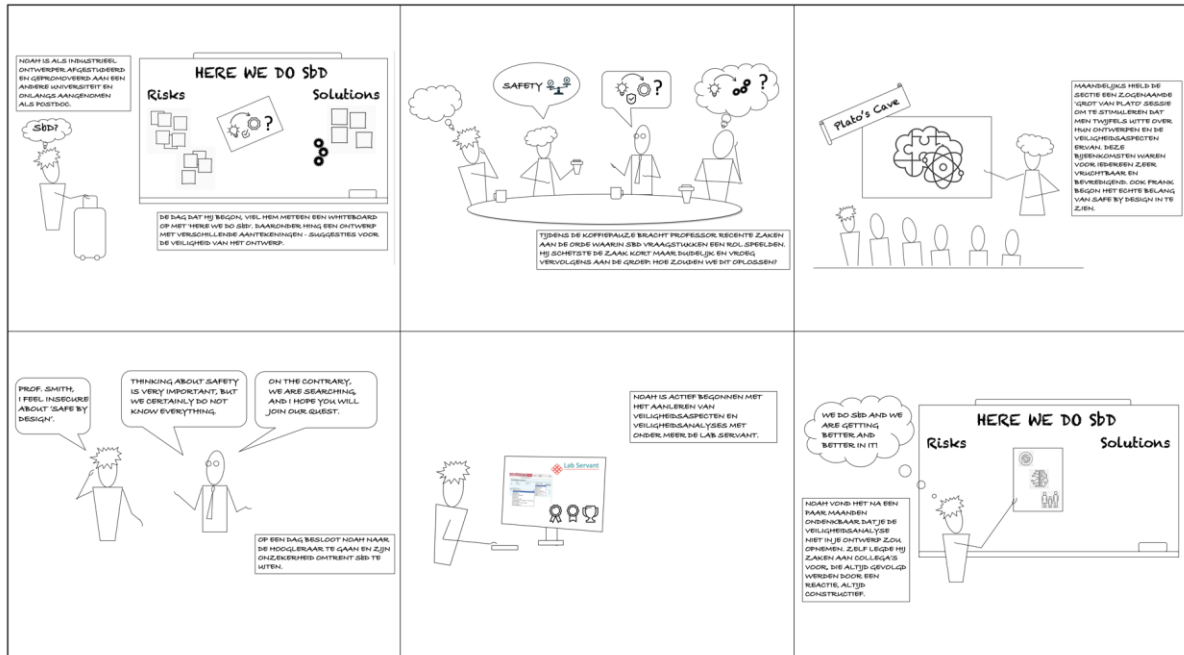 NOAH IS ALS INDUSTRIEEL
ONTWERPER AFGESTUDEERD
EN GEPROMOVEERD AAN EEN
ANDERE UNIVERSITEIT EN
ONLANGS AANGENOMEN
ALS POSTDOC.
SbD?
HERE WE DO SbD
Risks
Solutions
?
DE DAG DAT HIJ BEGON, VIEL HEM METEEN EEN WHITEBOARD
OP MET 'HERE WE DO SbD'. DAARONDER HING EEN ONTWERP
MET VERSCHILLENDE AANTEKENINGEN - SUGGESTIES VOOR
DE VEILIGHEID VAN HET ONTWERP.
SAFETY
?
?
TIJDENS DE KOFFIEPAUZE BRACHT PROFESSOR RECENTE ZAKEN
AAN DE ORDE WAARIN SBD VRAAGSTUKKEN EEN ROL SPEELDEN.
HIJ SCHETSTE DE ZAAK KORT MAAR DUIDELIJK EN VROEG
VERVOLGENS AAN DE GROEP: HOE ZOUDEN WE DIT OPLOSSEN?
Plato's Cave
MAANDELIJKS HIELD DE
SECTIE EEN ZOGENAAMDE
'GROT VAN PLATO' SESSIE
OM TE STIMULEREN DAT
MEN TWIJFELS UITTE OVER
HUN ONTWERPEN EN DE
VEILIGHEIDSASPECTEN
ERVAN. DEZE
BIJEENKOMSTEN WAREN
VOOR IEDEREEN ZEER
VRUCHTBAAR EN
BEVREDIGEND. OOK FRANK
BEGON HET ECHTE BELANG
VAN SAFE BY DESIGN IN TE
ZIEN.
PROF. SMITH,
I FEEL INSECURE
ABOUT 'SAFE BY
DESIGN'.
THINKING ABOUT SAFETY
IS VERY IMPORTANT, BUT
WE CERTAINLY DO NOT
KNOW EVERYTHING.
ON THE CONTRARY,
WE ARE SEARCHING,
AND I HOPE YOU WILL
JOIN OUR QUEST.
OP EEN DAG BESLOOT NOAH NAAR
DE HOOGLERAAR TE GAAN EN ZIJN
ONZEKERHEID OMTRENT SbD TE
UITEN.
NOAH IS ACTIEF BEGONNEN MET
HET AANLEREN VAN
VEILIGHEIDSASPECTEN EN
VEILIGHEIDSANALYSES MET
ONDER MEER DE LAB SERVANT.
Lab Servant
WE DO SbD AND WE
ARE GETTING
BETTER AND
BETTER IN IT!
HERE WE DO SbD
Risks
Solutions
NOAH VOND HET NA EEN
PAAR MAANDEN
ONDENKBAAR DAT JE DE
VEILIGHEIDSANALYSE
NIET IN JE ONTWERP ZOU
OPNEMEN. ZELF LEGDE HIJ
ZAKEN AAN COLLEGA'S
VOOR, DIE ALTIJD GEVOLGD
WERDEN DOOR EEN
REACTIE, ALTIJD
CONSTRUCTIEF.